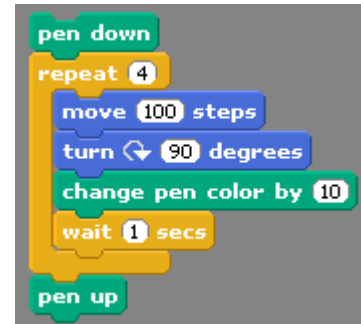 pen down
repeat 4
move 100 steps
turn 90 degrees
change pen color by 10
wait 1 secs
pen up